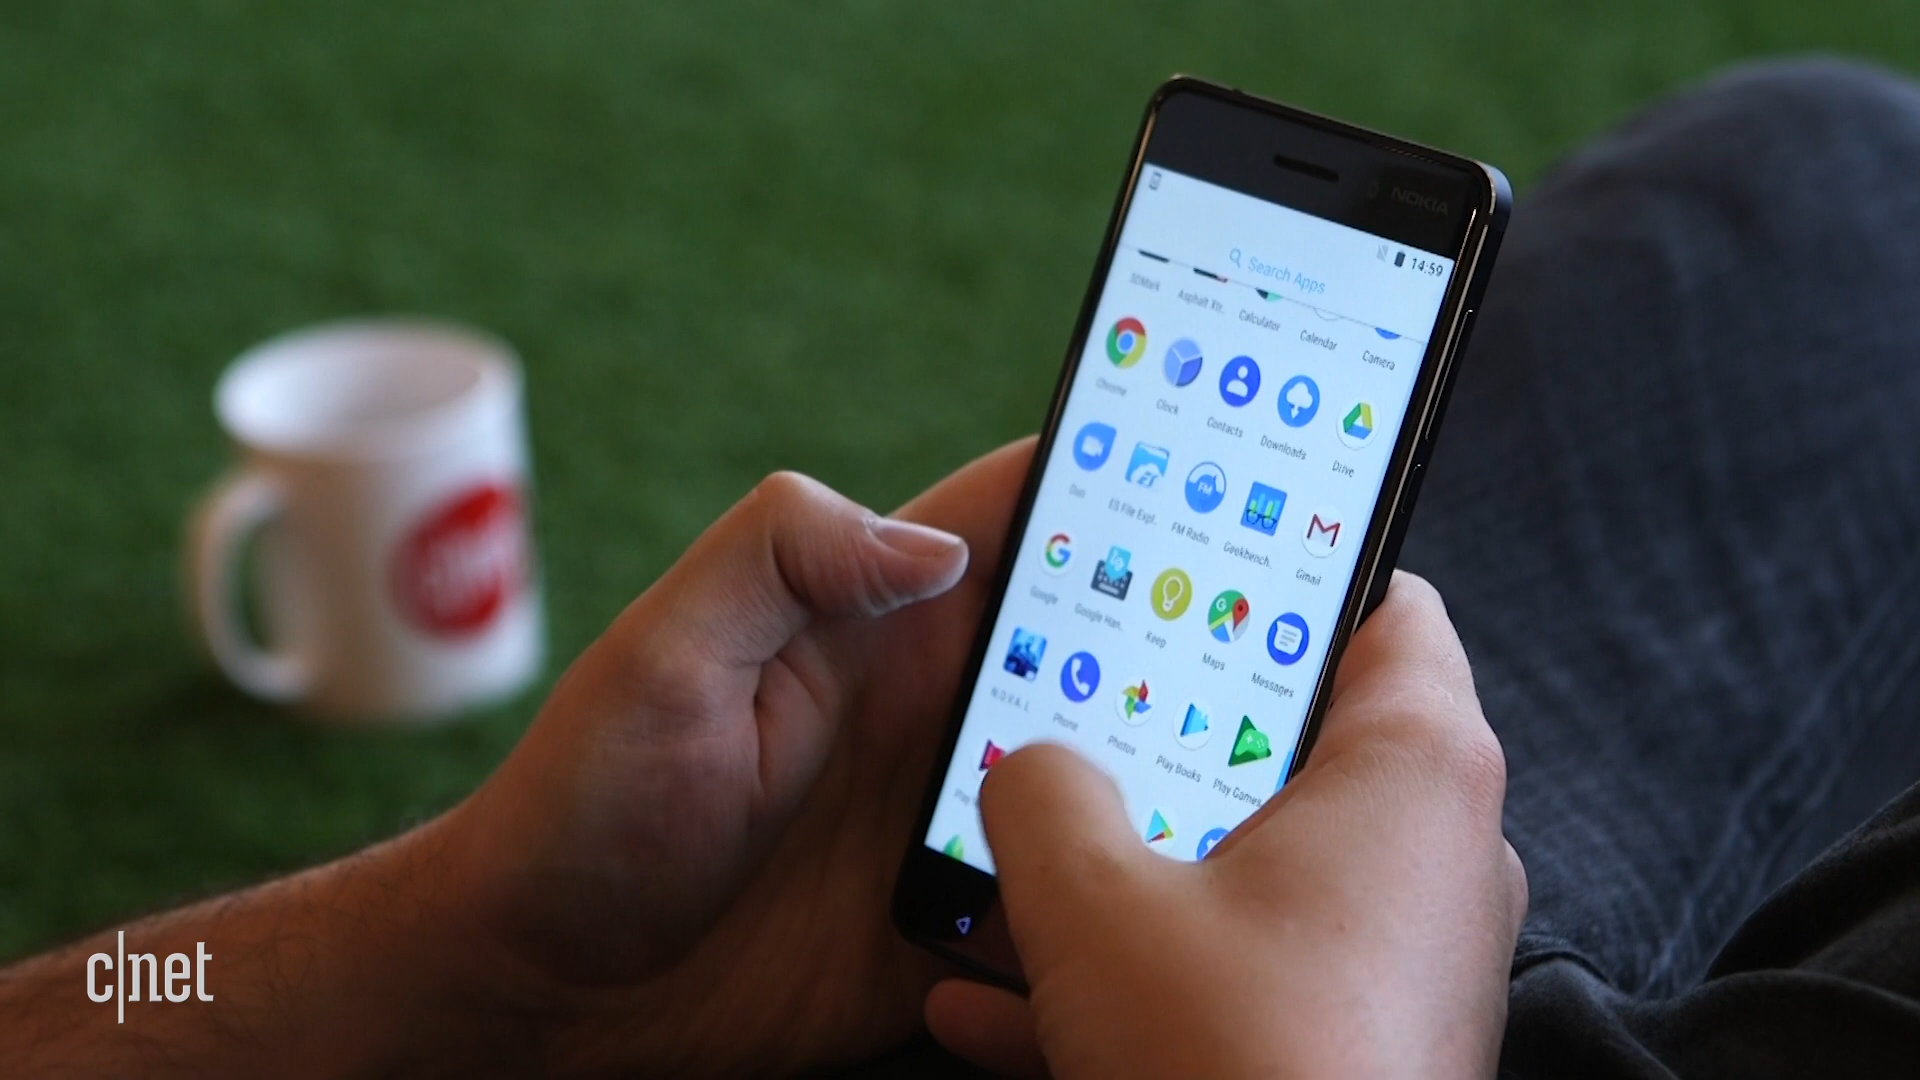 NOKIA
14:59
Search Apps
3DMark Asphalt Xtr.. Calculator Calendar Camera
Chrome Clock Contacts Downloads Drive
Duo ES File Expl.. FM Radio Geekbench.. Gmail
Google Google Han.. Keep Maps Messages
N.O.V.A. L Phone Photos Play Books Play Games
Play
c|net